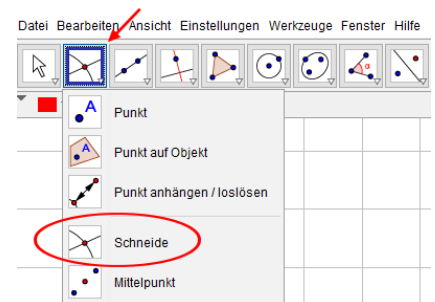 Datei Bearbeiten Ansicht Einstellungen Werkzeuge Fenster Hilfe
α
A
Punkt
A
Punkt auf Objekt
Punkt anhängen / loslösen
Schneide
Mittelpunkt